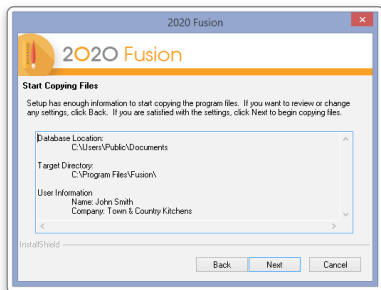 2020 Fusion
2020 Fusion
Start Copying Files
Setup has enough information to start copying the program files. If you want to review or change
any settings, click Back. If you are satisfied with the settings, click Next to begin copying files.
Database Location:
C:\Users\Public\Documents
Target Directory:
C:\Program Files\Fusion\
User Information
Name: John Smith
Company: Town & Country Kitchens
InstallShield
Back Next Cancel